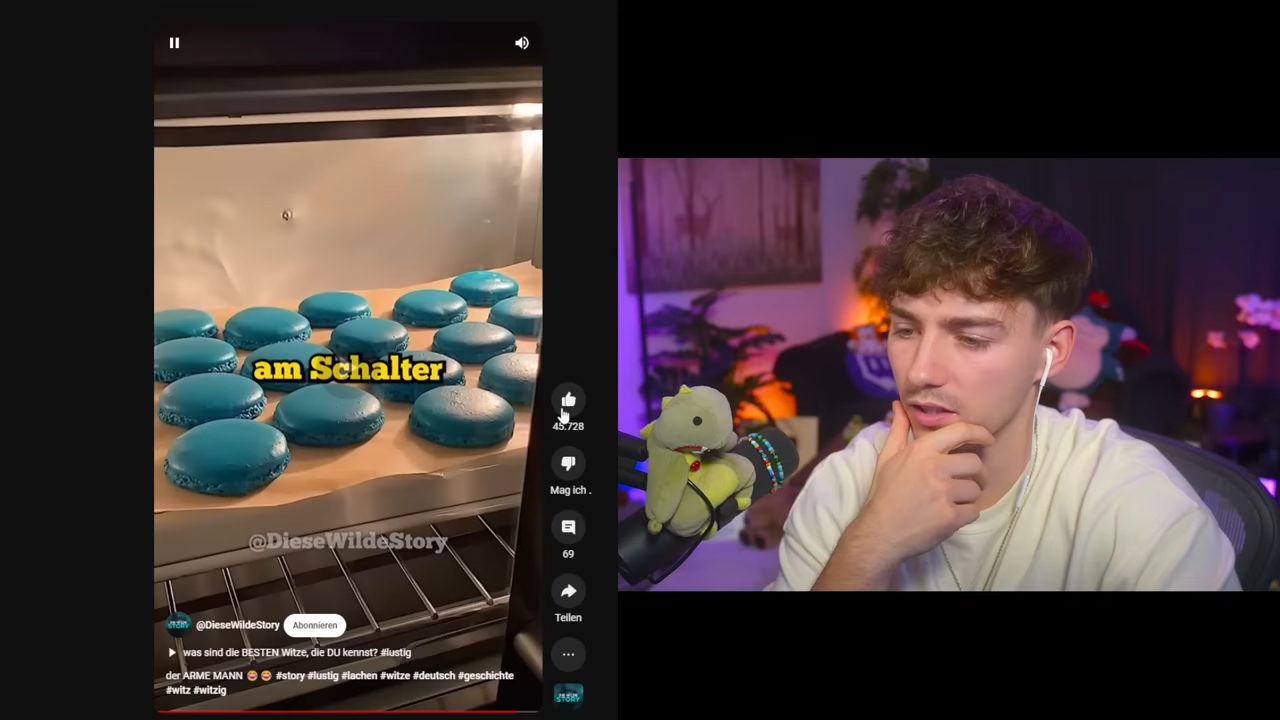 am Schalter
45.728
Mag ich .
@DieseWildeStory
69
Teilen
@DieseWildeStory
Abonnieren
was sind die BESTEN Witze, die DU kennst? #lustig
der ARME MANN 😂 😂 #story #lustig #lachen #witze #deutsch #geschichte
#witz #witzig
STORY